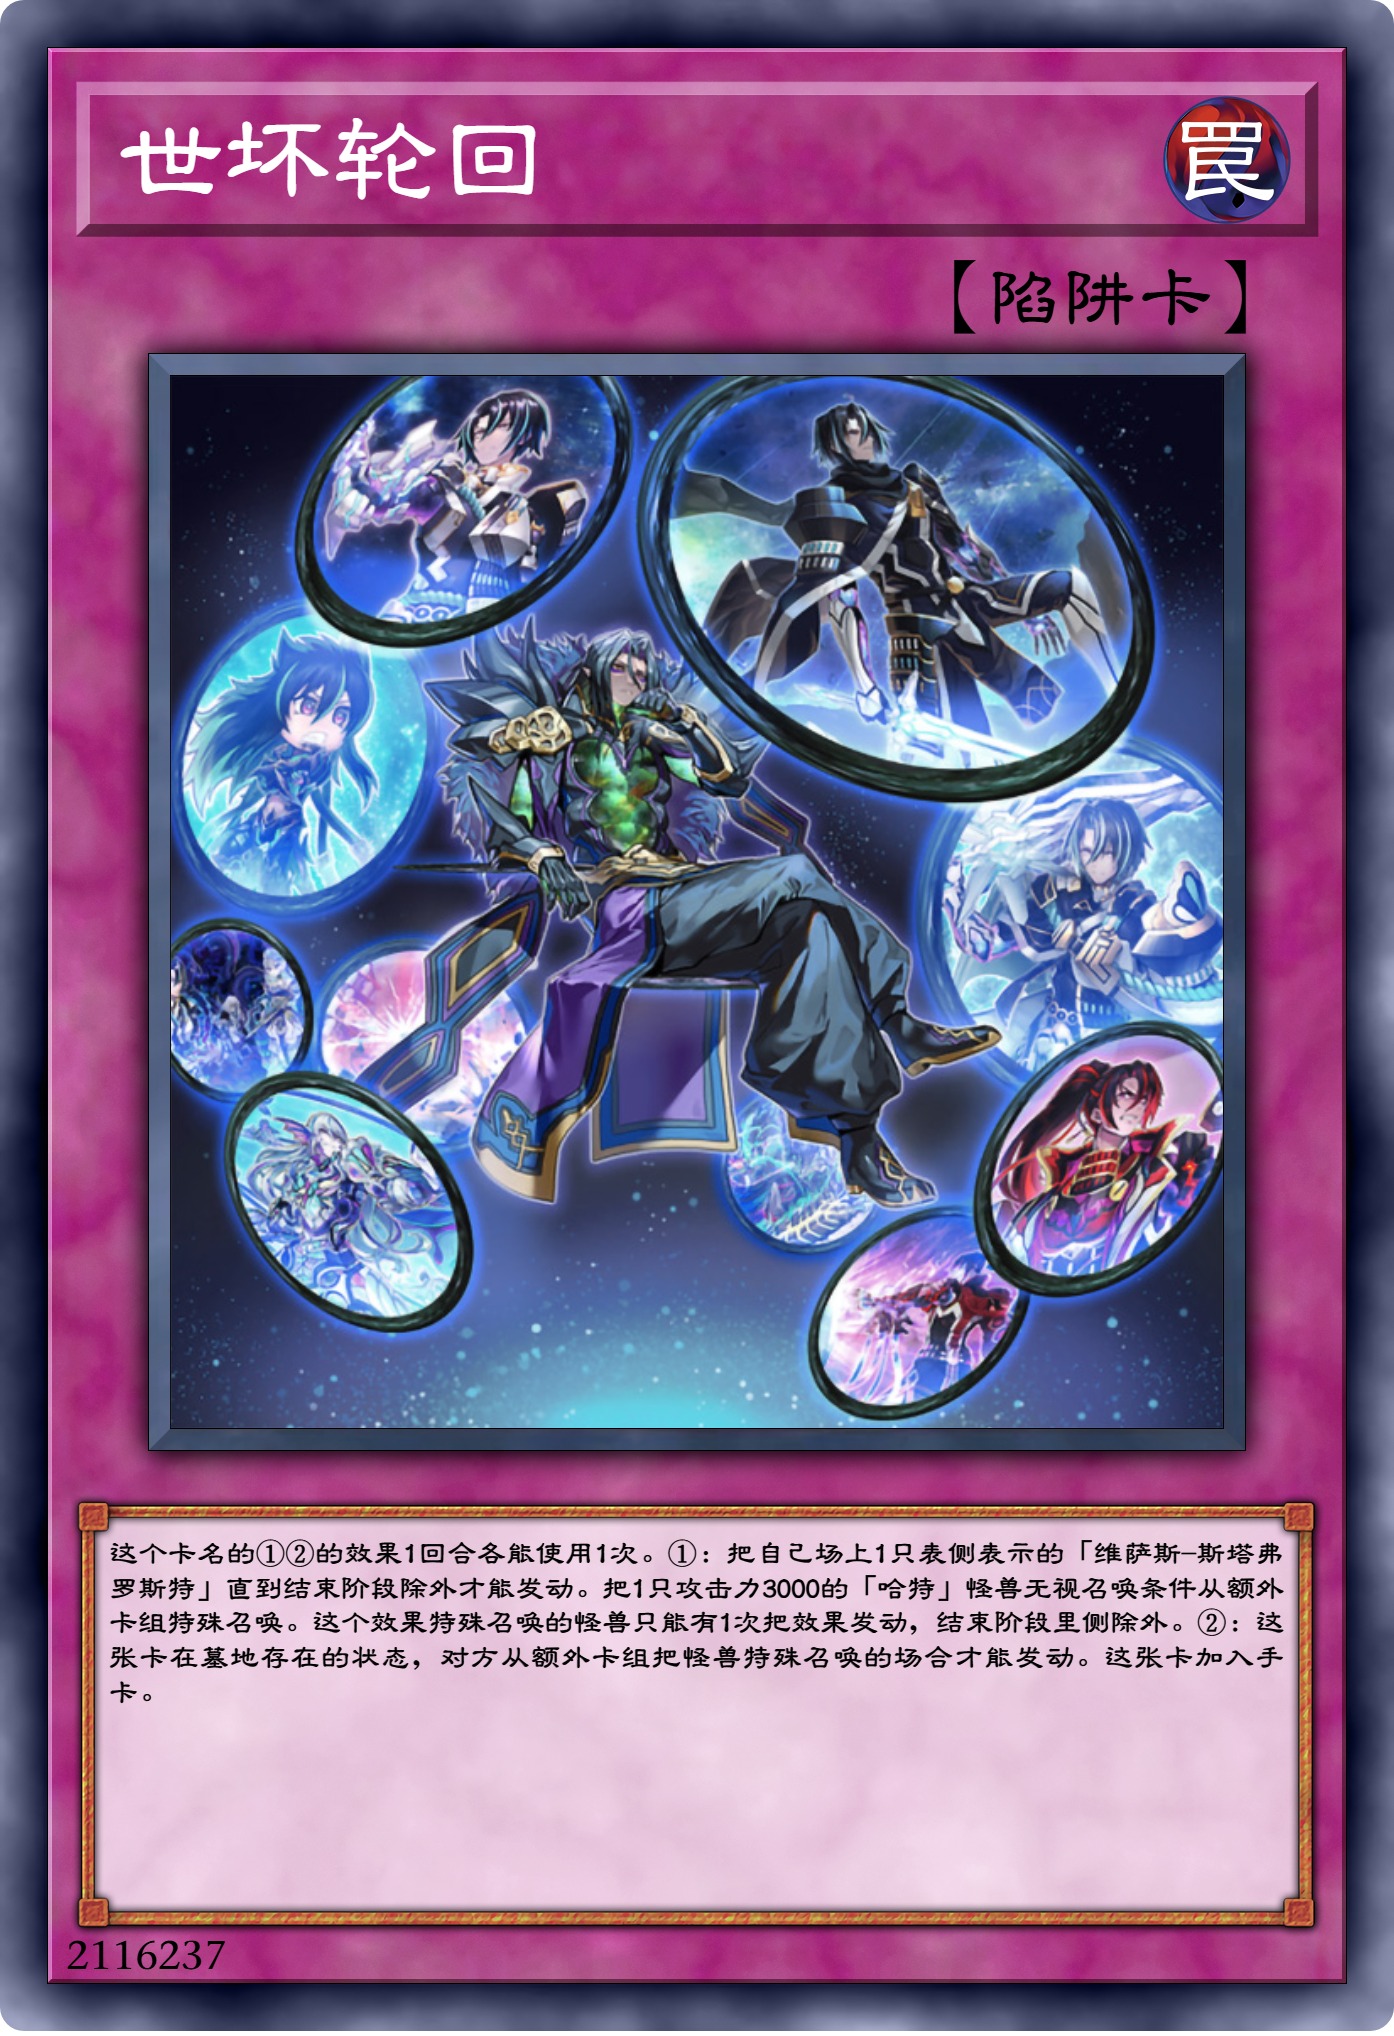 世坏轮回
罠
【陷阱卡】
这个卡名的①②的效果1回合各能使用1次。①：把自己场上1只表侧表示的「维萨斯-斯塔弗
罗斯特」直到结束阶段除外才能发动。把1只攻击力3000的「哈特」怪兽无视召唤条件从额外
卡组特殊召唤。这个效果特殊召唤的怪兽只能有1次把效果发动，结束阶段里侧除外。②：这
张卡在墓地存在的状态，对方从额外卡组把怪兽特殊召唤的场合才能发动。这张卡加入手
卡。
2116237